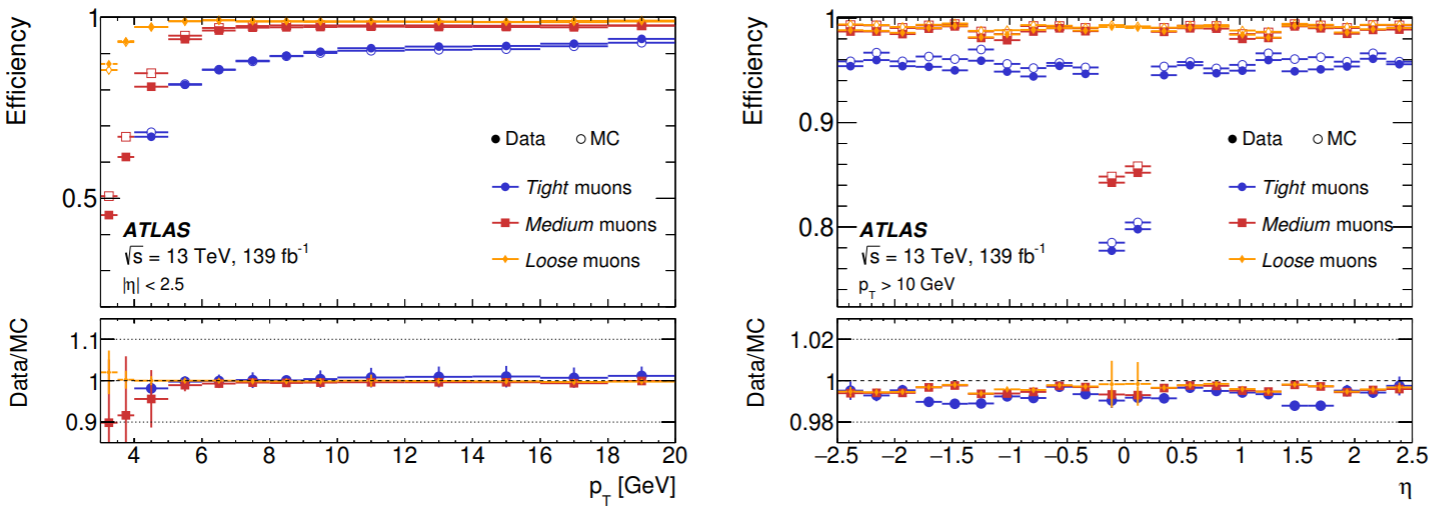 Efficiency
1
0.5
Data MC
Tight muons
Medium muons
Loose muons
ATLAS
√s = 13 TeV, 139 fb⁻¹
|η| < 2.5
Data/MC
1.1
1
0.9
4 6 8 10 12 14 16 18 20
p_T [GeV]
Efficiency
1
0.9
0.8
Data MC
Tight muons
Medium muons
Loose muons
ATLAS
√s = 13 TeV, 139 fb⁻¹
p_T > 10 GeV
Data/MC
1.02
1
0.98
−2.5 −2 −1.5 −1 −0.5 0 0.5 1 1.5 2 2.5
η